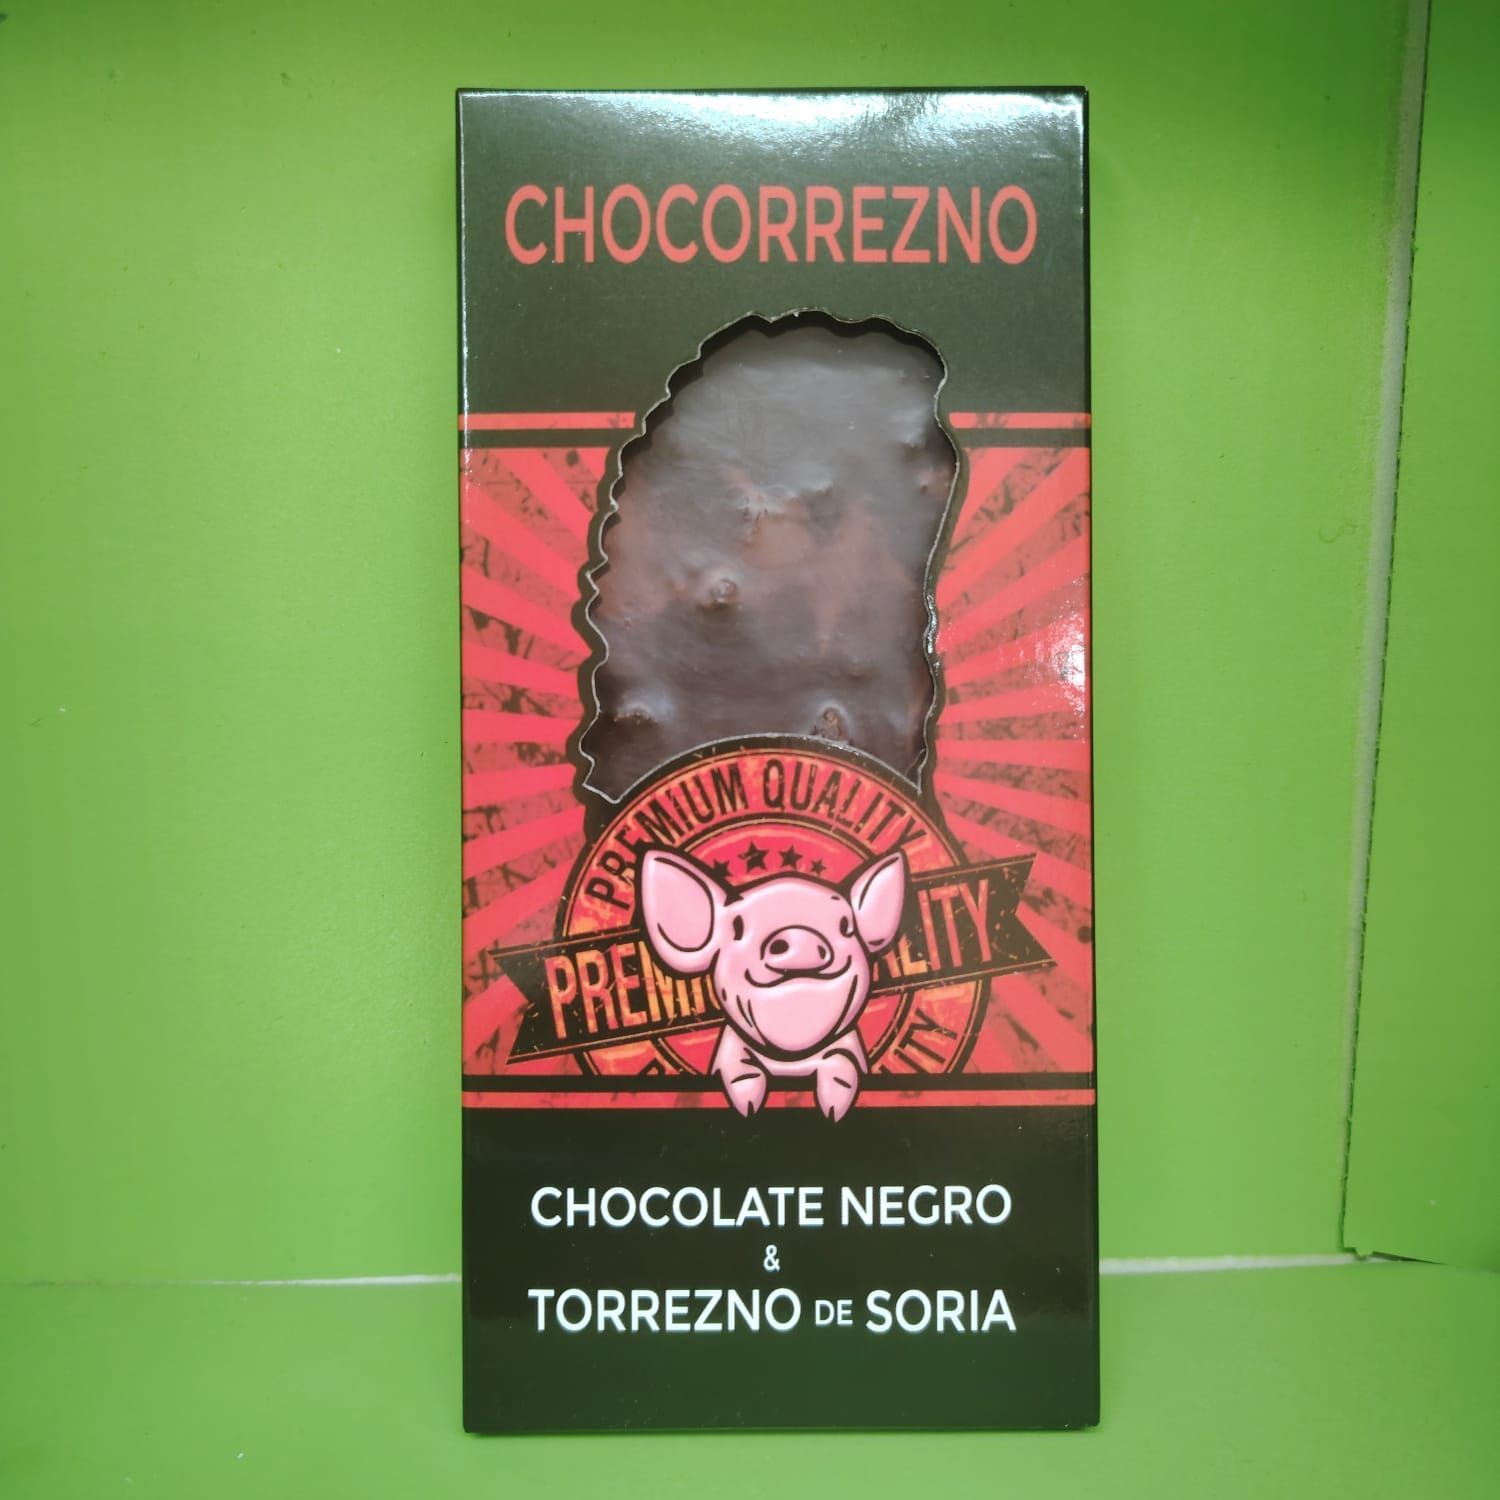 CHOCORREZNO
PREMIUM QUALITY
CHOCOLATE NEGRO
&
TORREZNO DE SORIA